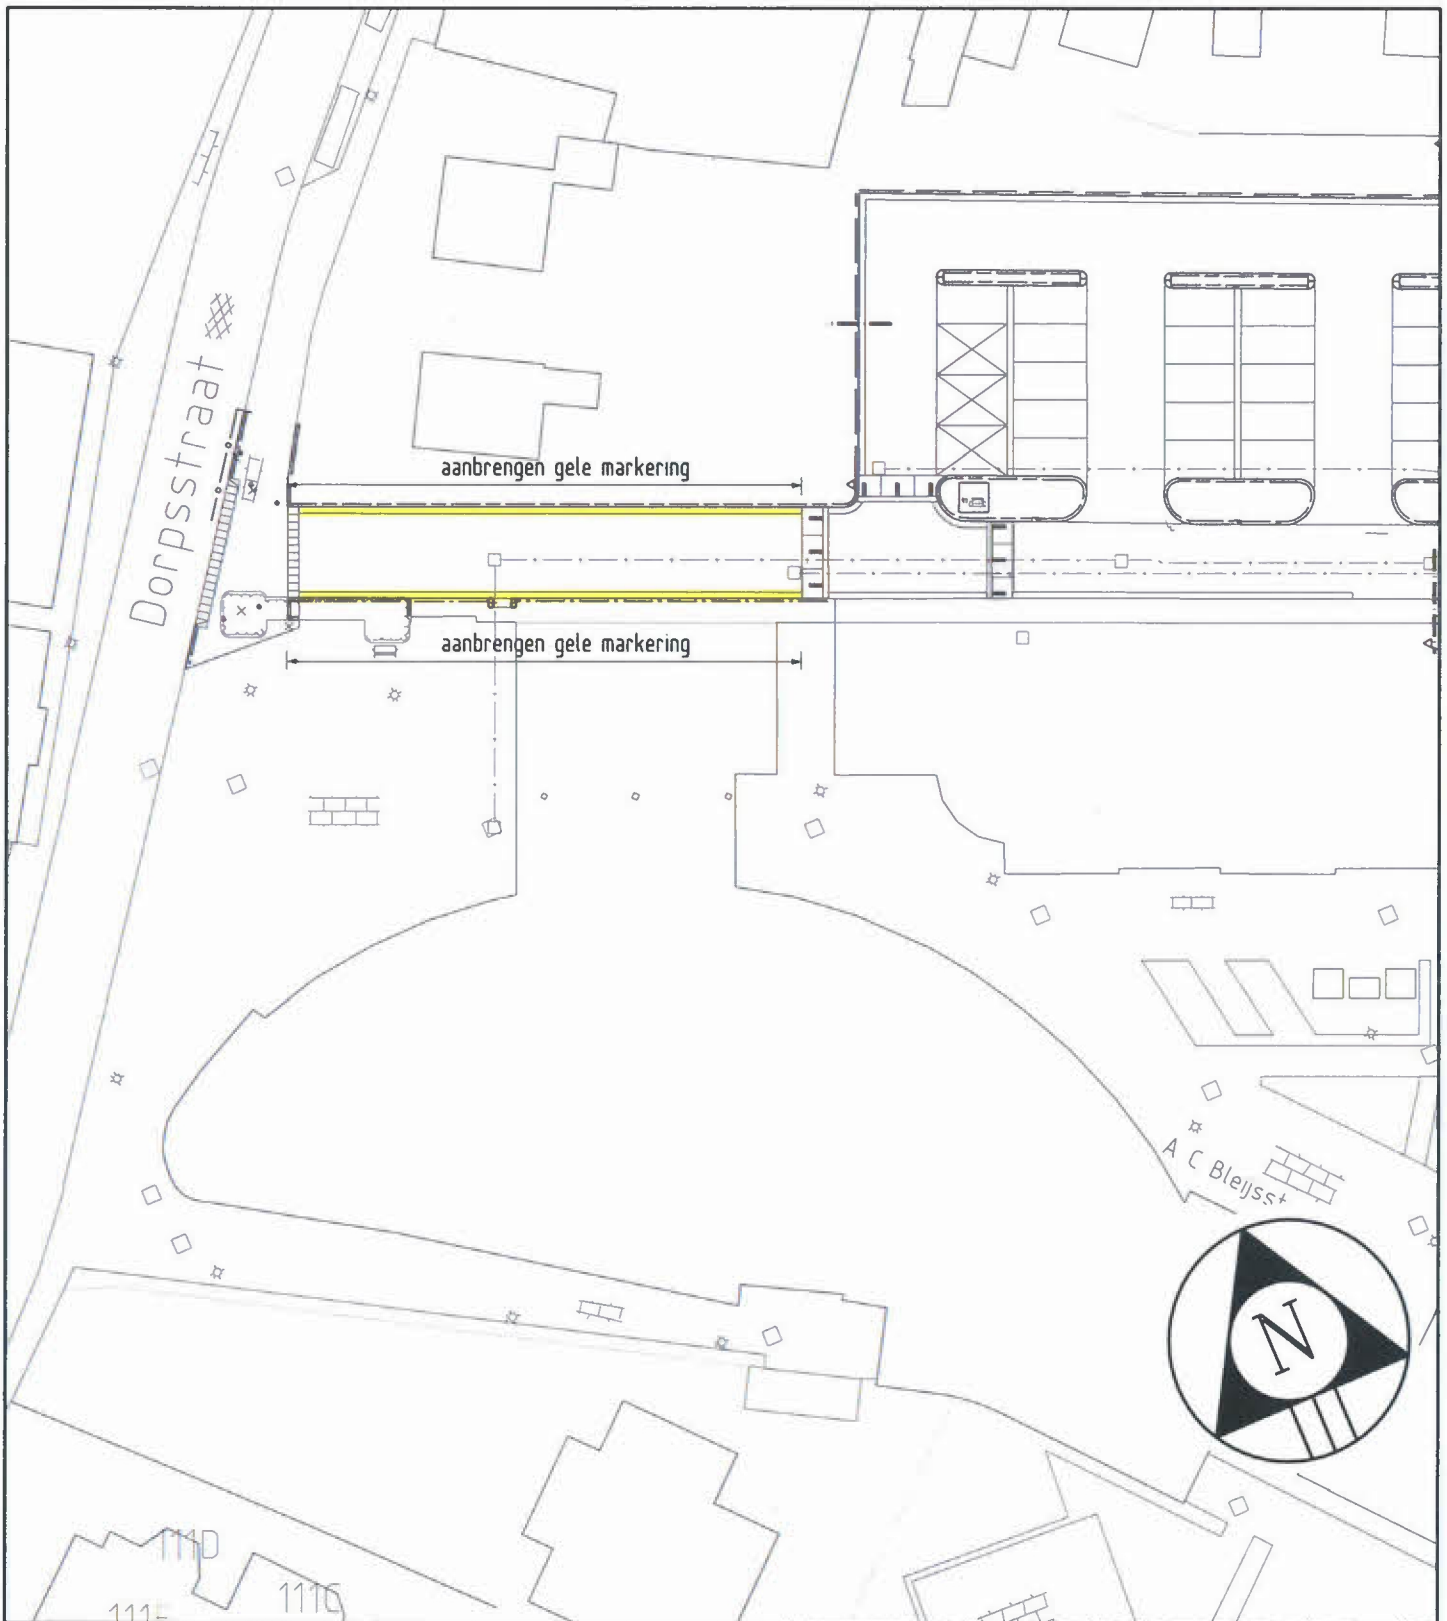 Dorpsstraat
aanbrengen gele markering
aanbrengen gele markering
A C Bleijsst
N
111D
111C